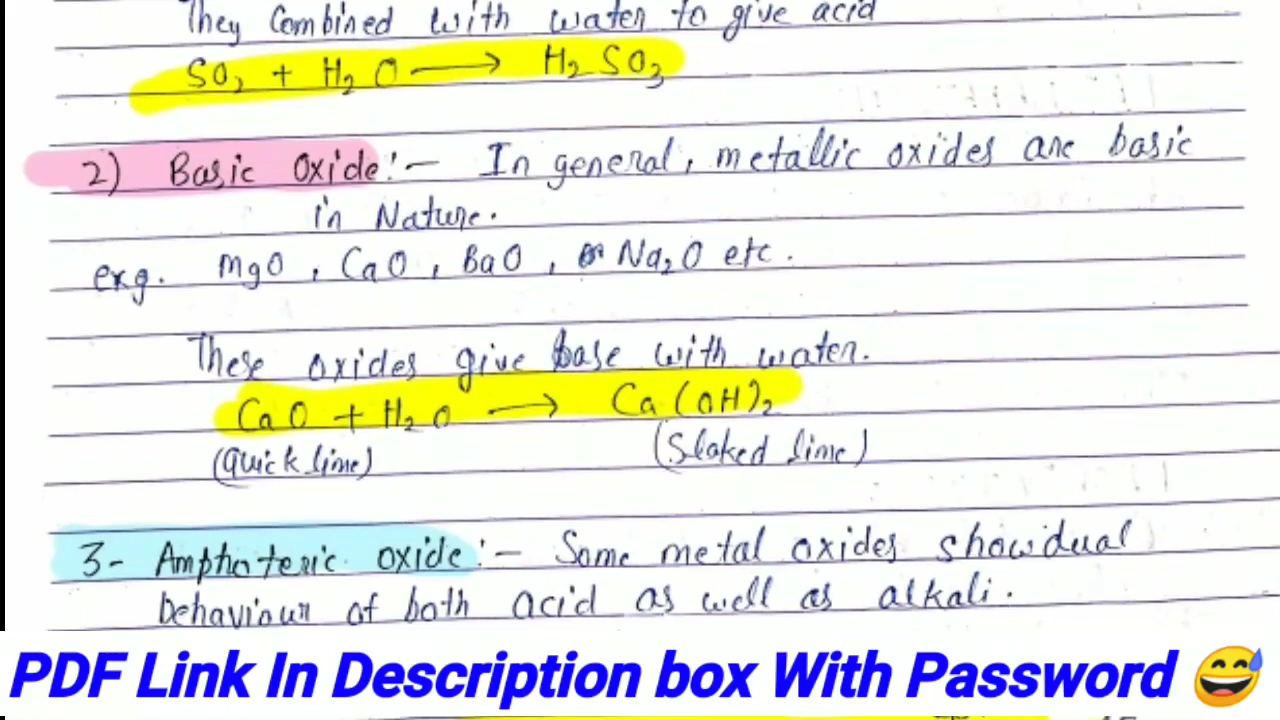 They Combined with water to give acid
SO₂ + H₂O ⟶ H₂SO₃
2) Basic Oxide:- In general, metallic oxides are basic
in Nature.
exg. MgO, CaO, BaO, Na₂O etc.
These oxides give base with water.
CaO + H₂O ⟶ Ca(OH)₂
(Quick lime) (Slaked lime)
3- Amphoteric oxide:- Some metal oxides show dual
behaviour of both acid as well as alkali.
PDF Link In Description box With Password 😅